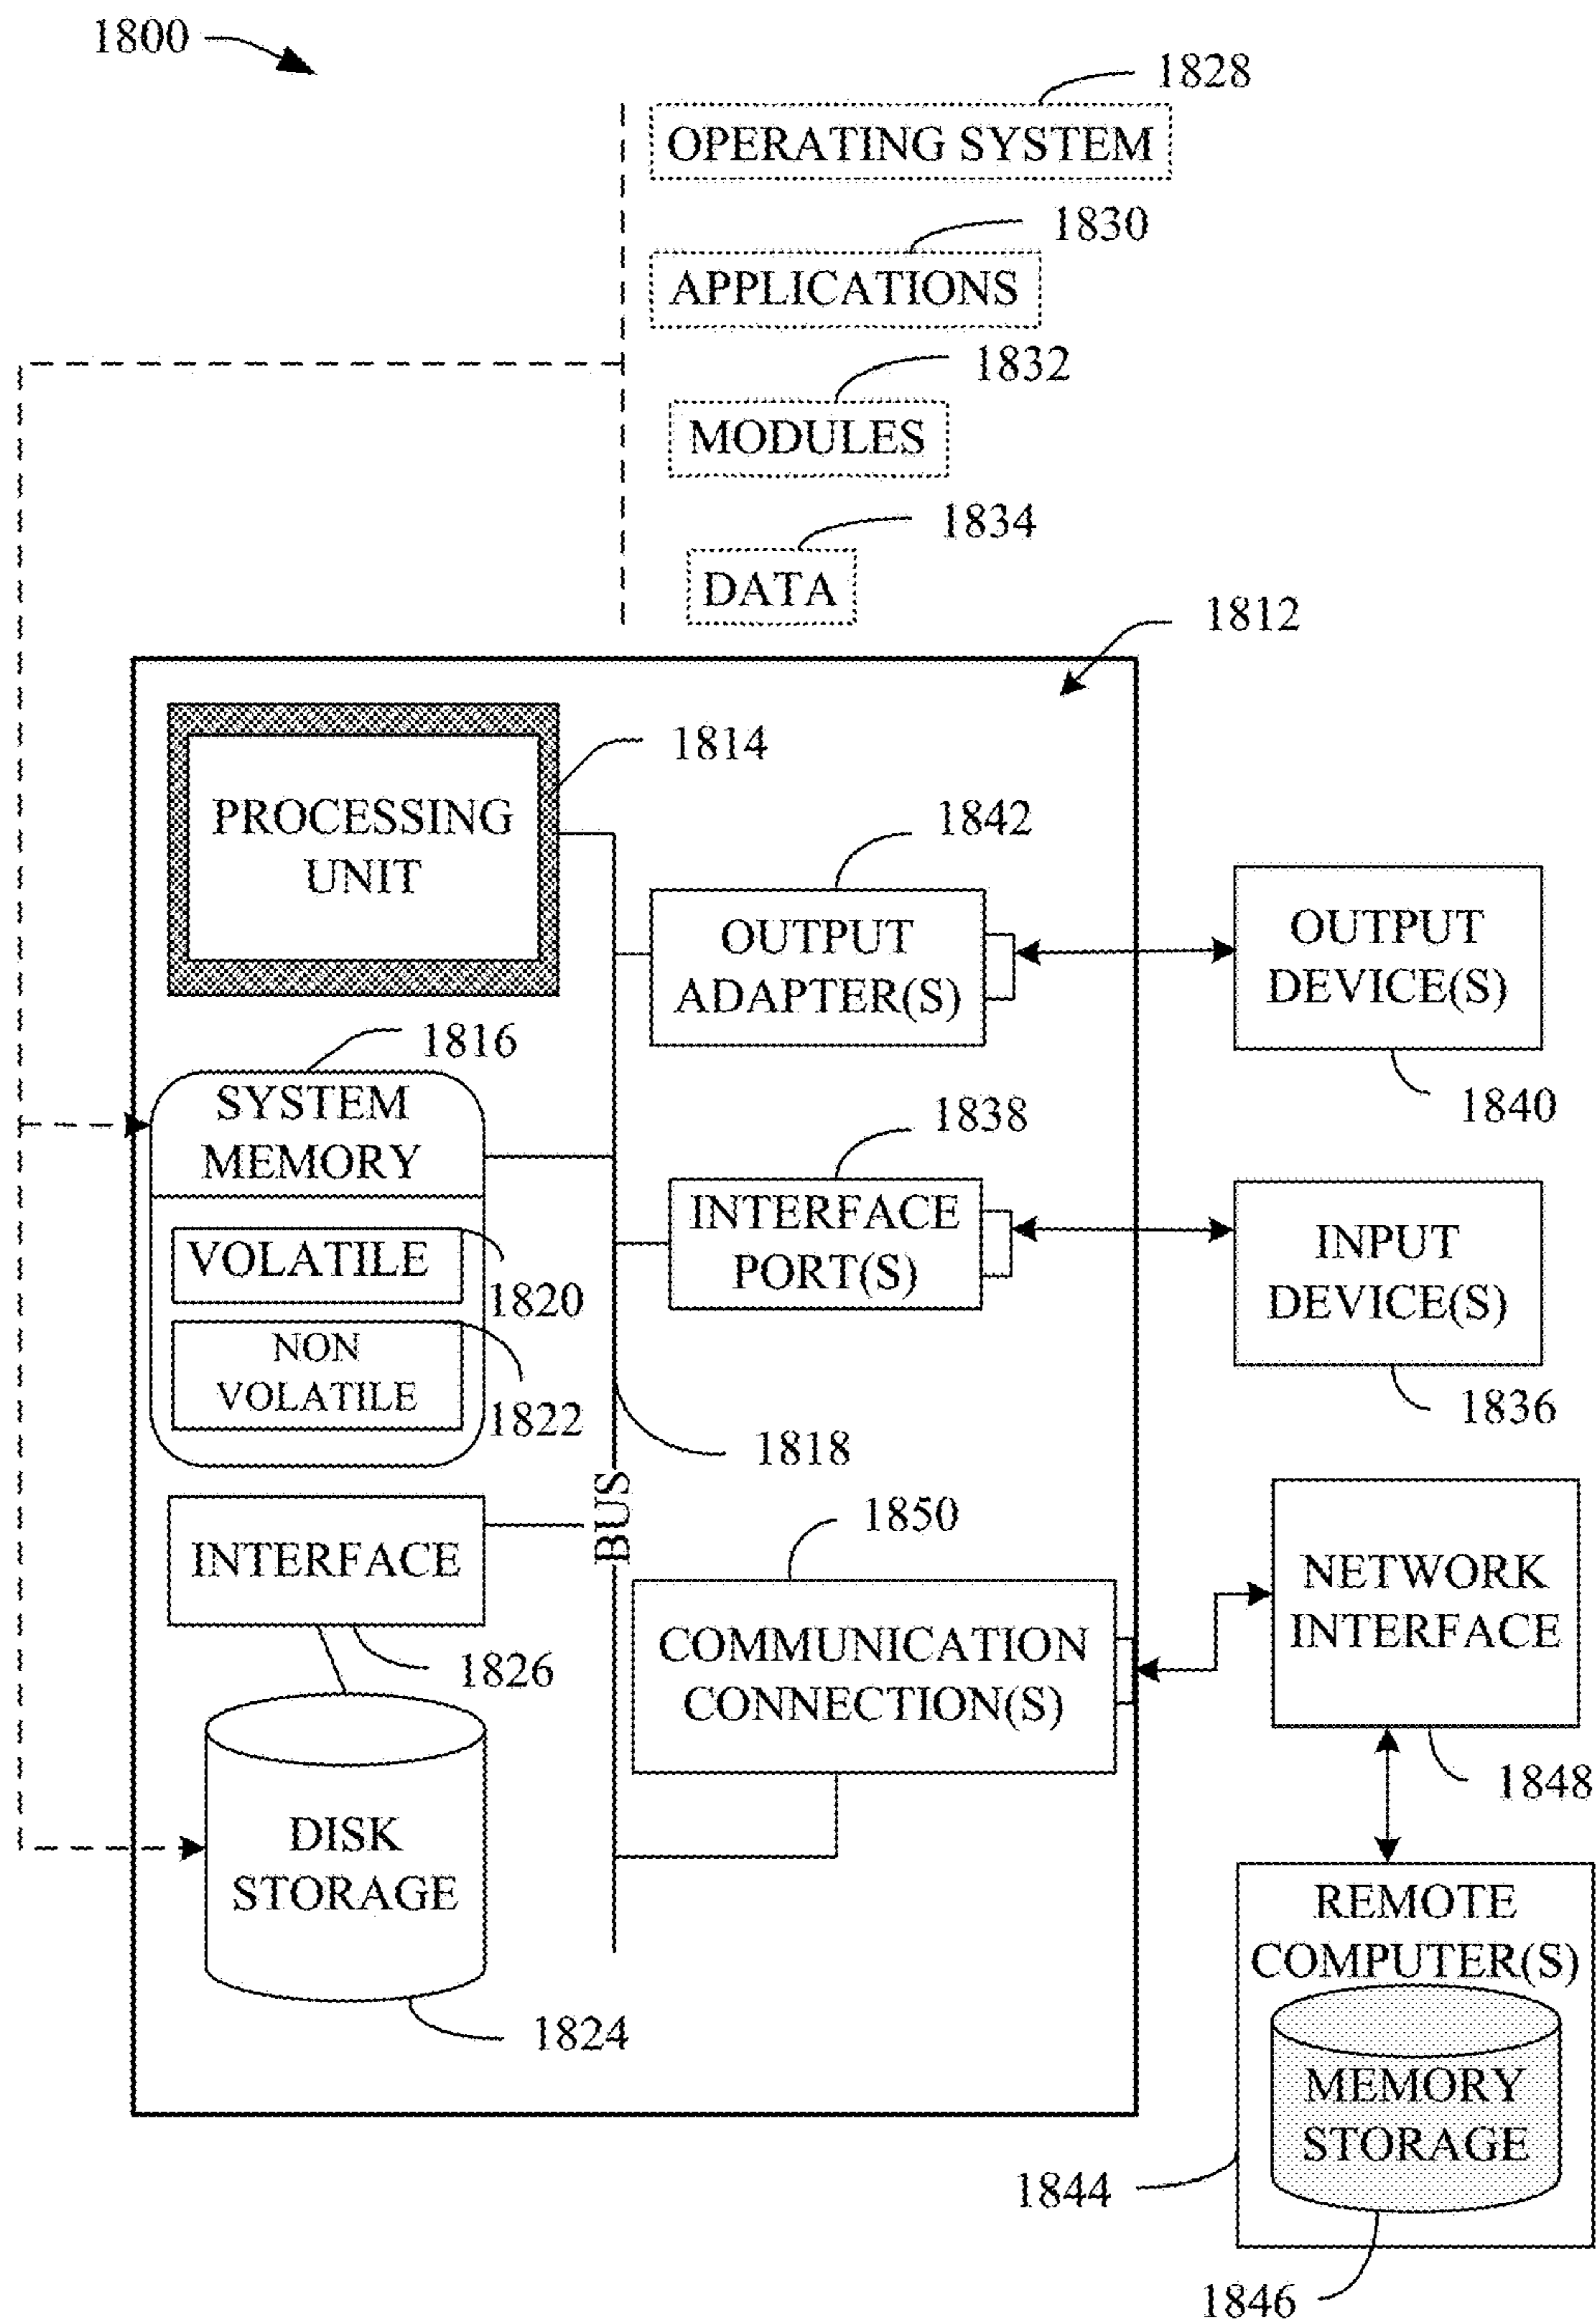 1800
1828
OPERATING SYSTEM
1830
APPLICATIONS
1832
MODULES
1834
DATA
1812
1814
PROCESSING
UNIT
1842
OUTPUT
ADAPTER(S)
OUTPUT
DEVICE(S)
1840
1816
SYSTEM
MEMORY
VOLATILE
1820
NON
VOLATILE
1822
1838
INTERFACE
PORT(S)
INPUT
DEVICE(S)
1836
1818
BUS
INTERFACE
1826
1850
COMMUNICATION
CONNECTION(S)
NETWORK
INTERFACE
1848
DISK
STORAGE
1824
REMOTE
COMPUTER(S)
MEMORY
STORAGE
1844
1846